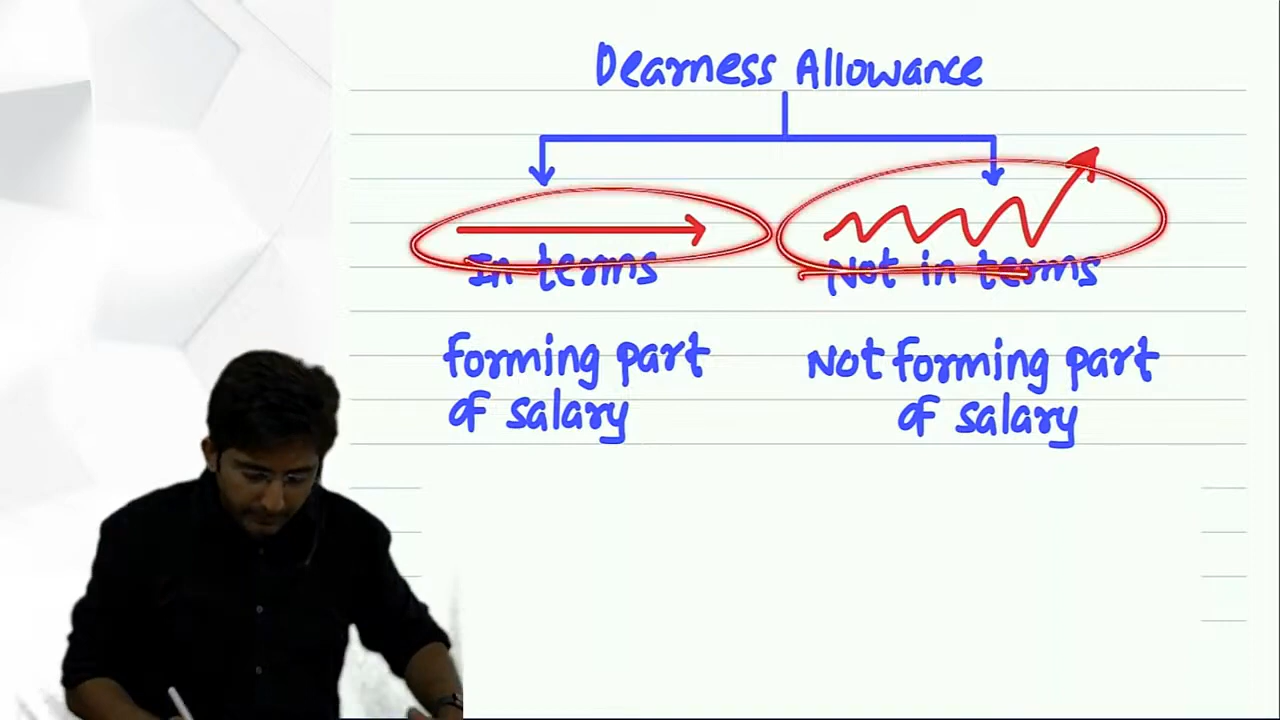 Dearness Allowance
In terms
Not in terms
forming part
of salary
Not forming part
of salary